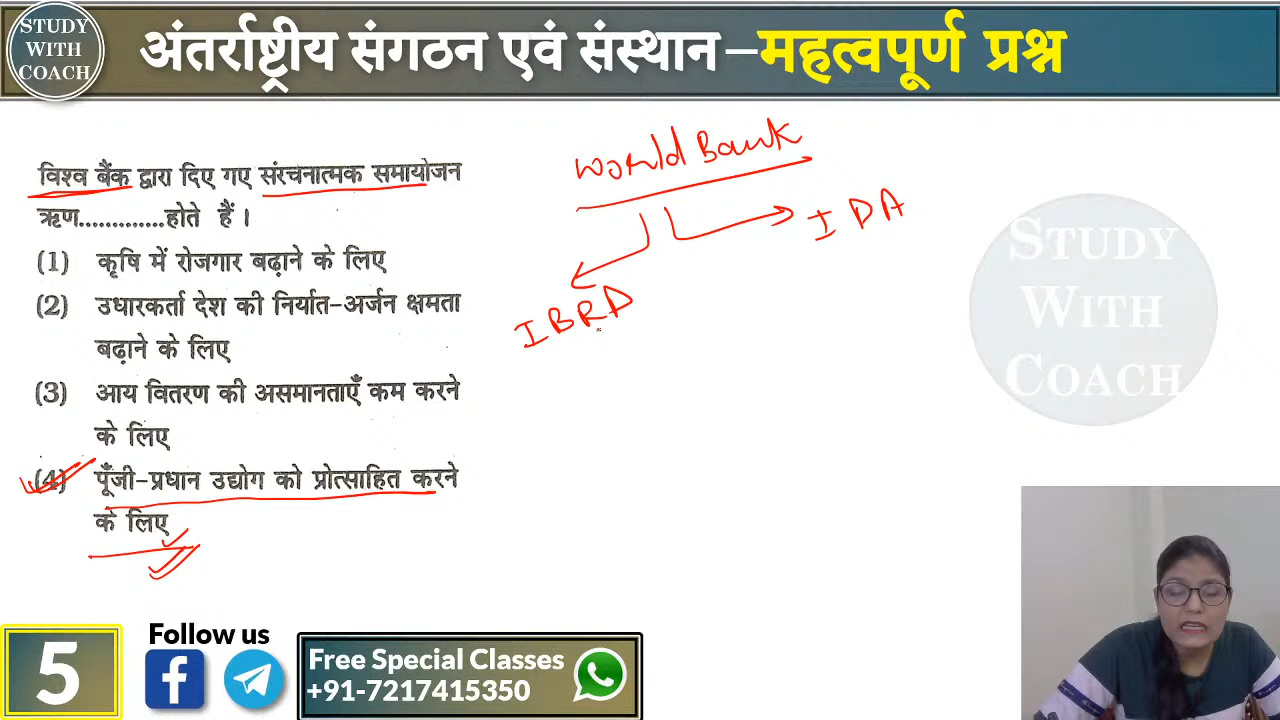 STUDY
WITH
COACH
अंतर्राष्ट्रीय संगठन एवं संस्थान–महत्वपूर्ण प्रश्न
विश्व बैंक द्वारा दिए गए संरचनात्मक समायोजन
ऋण.............होते हैं ।
(1) कृषि में रोजगार बढ़ाने के लिए
(2) उधारकर्ता देश की निर्यात-अर्जन क्षमता
बढ़ाने के लिए
(3) आय वितरण की असमानताएँ कम करने
के लिए
(4) पूँजी-प्रधान उद्योग को प्रोत्साहित करने
के लिए
World Bank
IDA
IBRD
STUDY
WITH
COACH
5
Follow us
Free Special Classes
+91-7217415350